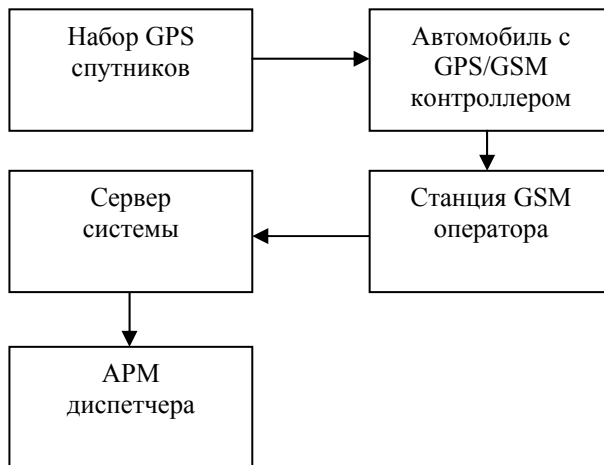 Набор GPS
спутников
Автомобиль с
GPS/GSM
контроллером
Сервер
системы
Станция GSM
оператора
АРМ
диспетчера